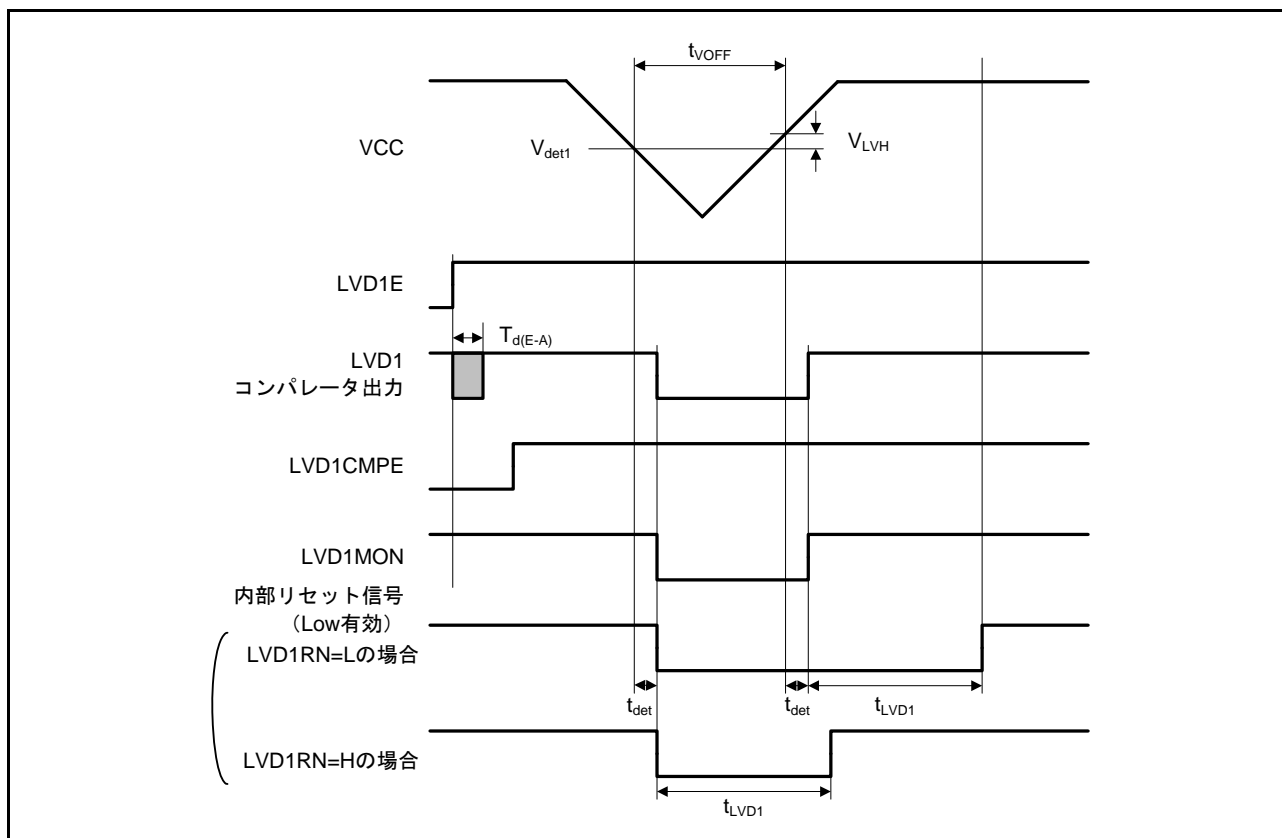 tVOFF
VCC
Vdet1
VLVH
LVD1E
Td(E-A)
LVD1
コンパレータ出力
LVD1CMPE
LVD1MON
内部リセット信号
（Low有効）
LVD1RN=Lの場合
tdet
tdet
tLVD1
LVD1RN=Hの場合
tLVD1